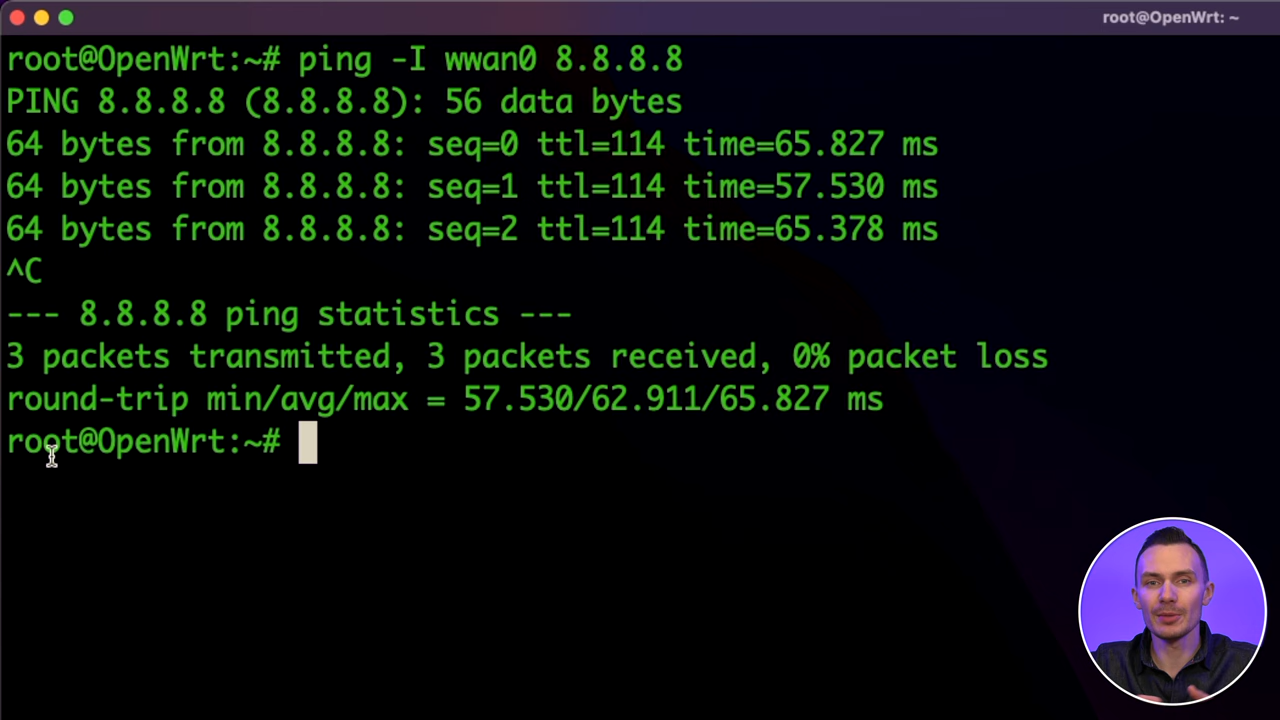 root@OpenWrt: ~
root@OpenWrt:~# ping -I wwan0 8.8.8.8
PING 8.8.8.8 (8.8.8.8): 56 data bytes
64 bytes from 8.8.8.8: seq=0 ttl=114 time=65.827 ms
64 bytes from 8.8.8.8: seq=1 ttl=114 time=57.530 ms
64 bytes from 8.8.8.8: seq=2 ttl=114 time=65.378 ms
^C
--- 8.8.8.8 ping statistics ---
3 packets transmitted, 3 packets received, 0% packet loss
round-trip min/avg/max = 57.530/62.911/65.827 ms
root@OpenWrt:~#